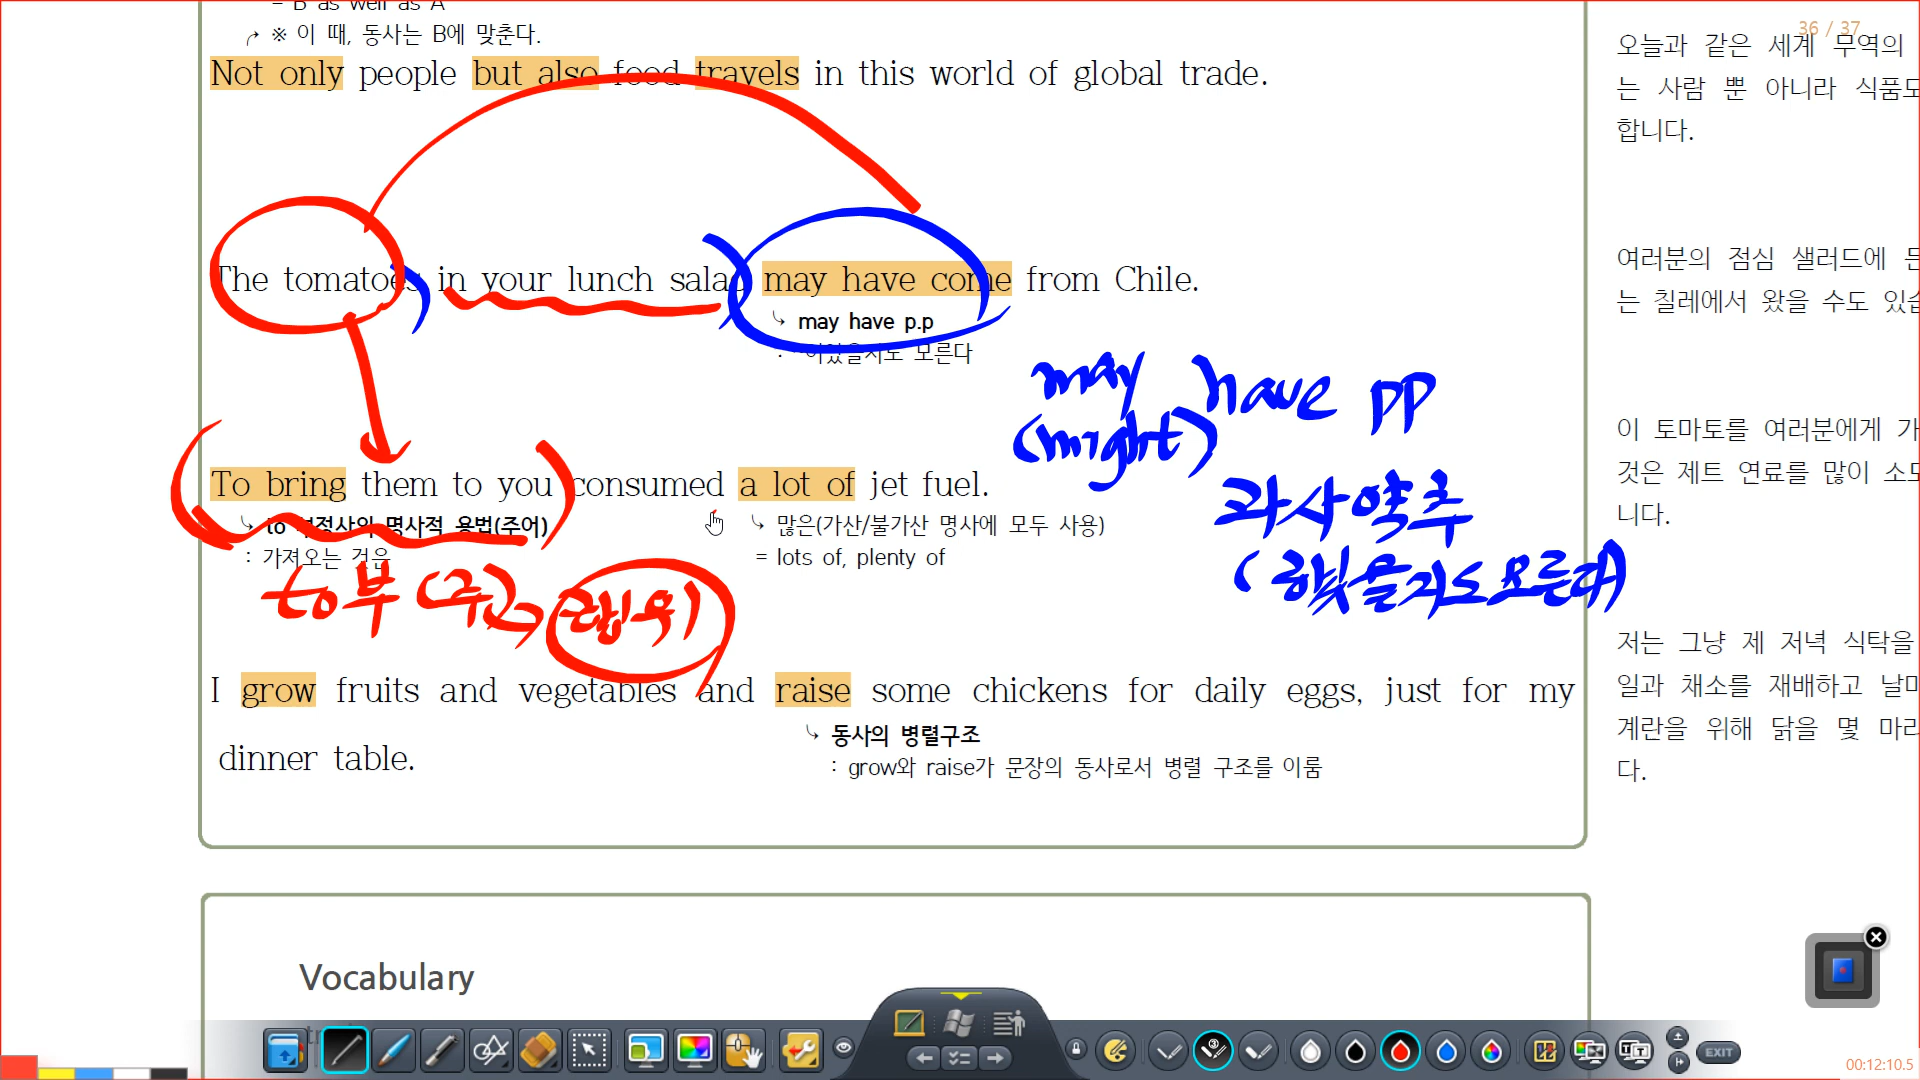 = B as well as A
※ 이 때, 동사는 B에 맞춘다.
36 / 37
Not only people but also food travels in this world of global trade.
오늘과 같은 세계 무역의
는 사람 뿐 아니라 식품도
합니다.
The tomatoes in your lunch salad may have come from Chile.
may have p.p
: ~이었을지도 모른다
여러분의 점심 샐러드에 든
는 칠레에서 왔을 수도 있습
may
(might) have pp
과사약추
(했을지도모른다)
To bring them to you consumed a lot of jet fuel.
to 부정사의 명사적 용법(주어)
: 가져오는 것은
많은(가산/불가산 명사에 모두 사용)
= lots of, plenty of
이 토마토를 여러분에게 가
것은 제트 연료를 많이 소모
니다.
to부 (주)
I grow fruits and vegetables and raise some chickens for daily eggs, just for my
dinner table.
동사의 병렬구조
: grow와 raise가 문장의 동사로서 병렬 구조를 이룸
저는 그냥 제 저녁 식탁을
일과 채소를 재배하고 날마
계란을 위해 닭을 몇 마리
다.
Vocabulary
EXIT
00:12:10.5